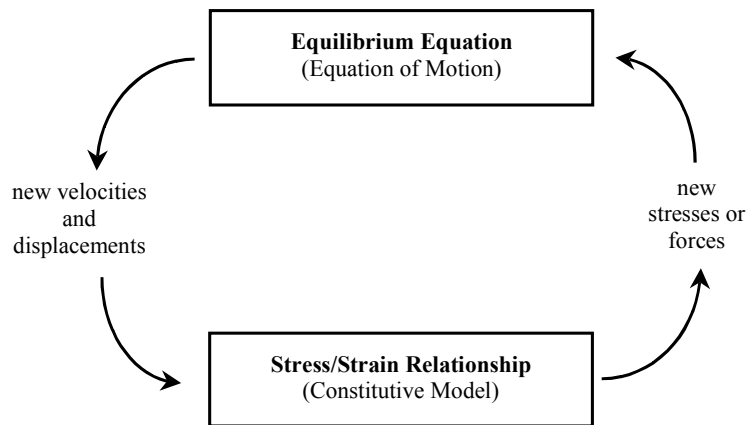 Equilibrium Equation
(Equation of Motion)
new velocities
and
displacements
new
stresses or
forces
Stress/Strain Relationship
(Constitutive Model)